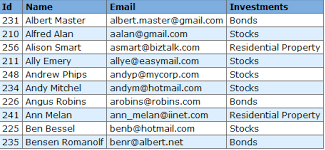 Id Name Email Investments
231 Albert Master albert.master@gmail.com Bonds
210 Alfred Alan aalan@gmail.com Stocks
256 Alison Smart asmart@biztalk.com Residential Property
211 Ally Emery allye@easymail.com Stocks
248 Andrew Phips andyp@mycorp.com Stocks
234 Andy Mitchel andym@hotmail.com Stocks
226 Angus Robins arobins@robins.com Bonds
241 Ann Melan ann_melan@iinet.com Residential Property
225 Ben Bessel benb@hotmail.com Stocks
235 Bensen Romanolf benr@albert.net Bonds